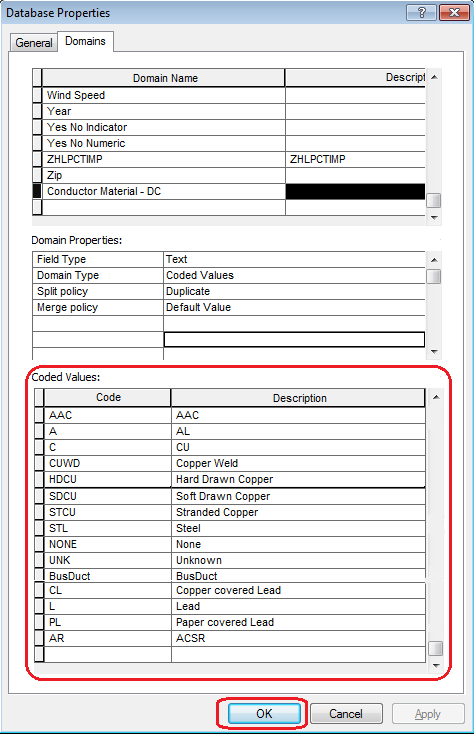 Database Properties
General Domains
Domain Name Descript
Wind Speed
Year
Yes No Indicator
Yes No Numeric
ZHLPCTIMP ZHLPCTIMP
Zip
Conductor Material - DC
Domain Properties:
Field Type Text
Domain Type Coded Values
Split policy Duplicate
Merge policy Default Value
Coded Values:
Code Description
AAC AAC
A AL
C CU
CUWD Copper Weld
HDCU Hard Drawn Copper
SDCU Soft Drawn Copper
STCU Stranded Copper
STL Steel
NONE None
UNK Unknown
BusDuct BusDuct
CL Copper covered Lead
L Lead
PL Paper covered Lead
AR ACSR
OK Cancel Apply